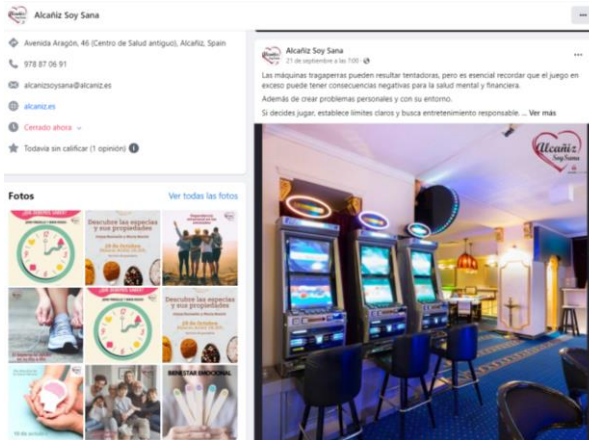 Alcañiz Soy Sana
Avenida Aragón, 46 (Centro de Salud antiguo), Alcañiz, Spain
978 87 06 91
alcanizsoysana@alcaniz.es
alcaniz.es
Cerrado ahora
Todavía sin calificar (1 opinión)
Fotos
Ver todas las fotos
Descubre las especias
y sus propiedades
Descubre las especias
y sus propiedades
BIENESTAR EMOCIONAL
Alcañiz Soy Sana
21 de septiembre a las 7:00
Las máquinas tragaperras pueden resultar tentadoras, pero es esencial recordar que el juego en
exceso puede tener consecuencias negativas para la salud mental y financiera.
Además de crear problemas personales y con su entorno.
Si decides jugar, establece límites claros y busca entretenimiento responsable. ... Ver más
Alcañiz
Soy Sana